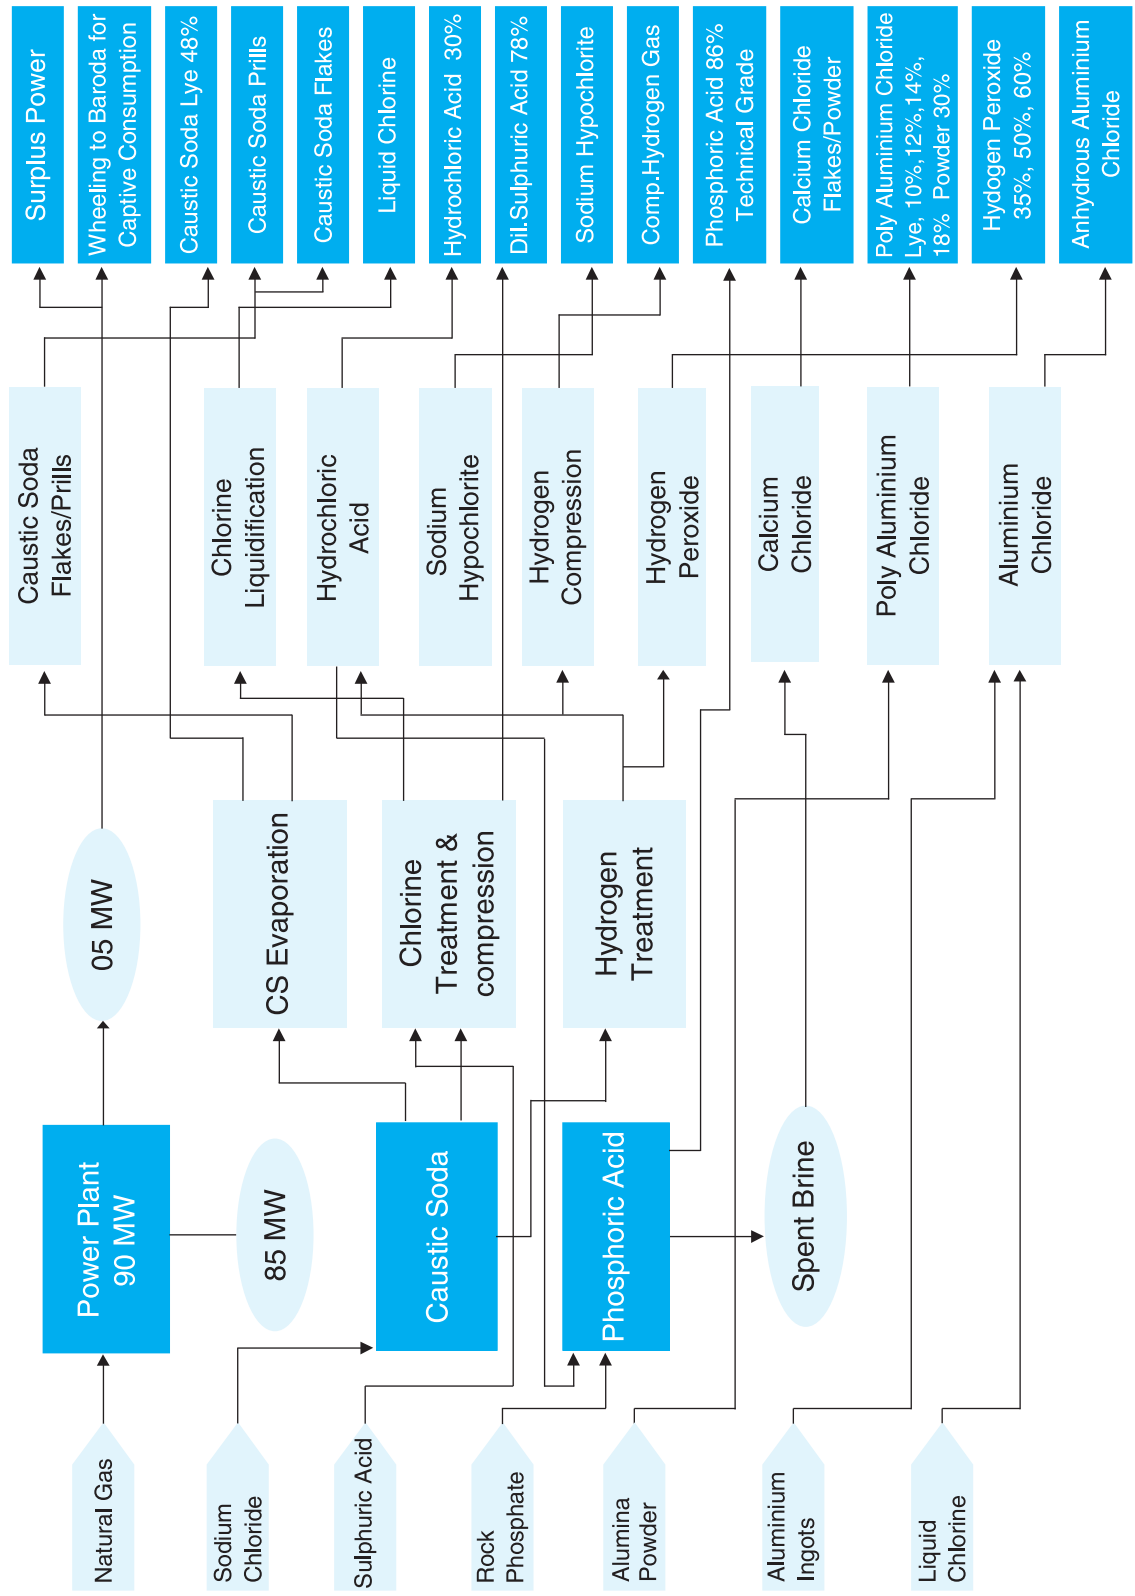 Natural Gas
Sodium
Chloride
Sulphuric Acid
Rock
Phosphate
Alumina
Powder
Aluminium
Ingots
Liquid
Chlorine
Power Plant
90 MW
85 MW
Caustic Soda
Phosphoric Acid
Spent Brine
05 MW
CS Evaporation
Chlorine
Treatment &
compression
Hydrogen
Treatment
Caustic Soda
Flakes/Prills
Chlorine
Liquidification
Hydrochloric
Acid
Sodium
Hypochlorite
Hydrogen
Compression
Hydrogen
Peroxide
Calcium
Chloride
Poly Aluminium
Chloride
Aluminium
Chloride
Surplus Power
Wheeling to Baroda for
Captive Consumption
Caustic Soda Lye 48%
Caustic Soda Prills
Caustic Soda Flakes
Liquid Chlorine
Hydrochloric Acid 30%
Dil.Sulphuric Acid 78%
Sodium Hypochlorite
Comp.Hydrogen Gas
Phosphoric Acid 86%
Technical Grade
Calcium Chloride
Flakes/Powder
Poly Aluminium Chloride
Lye, 10%,12%,14%,
18% Powder 30%
Hydogen Peroxide
35%, 50%, 60%
Anhydrous Aluminium
Chloride